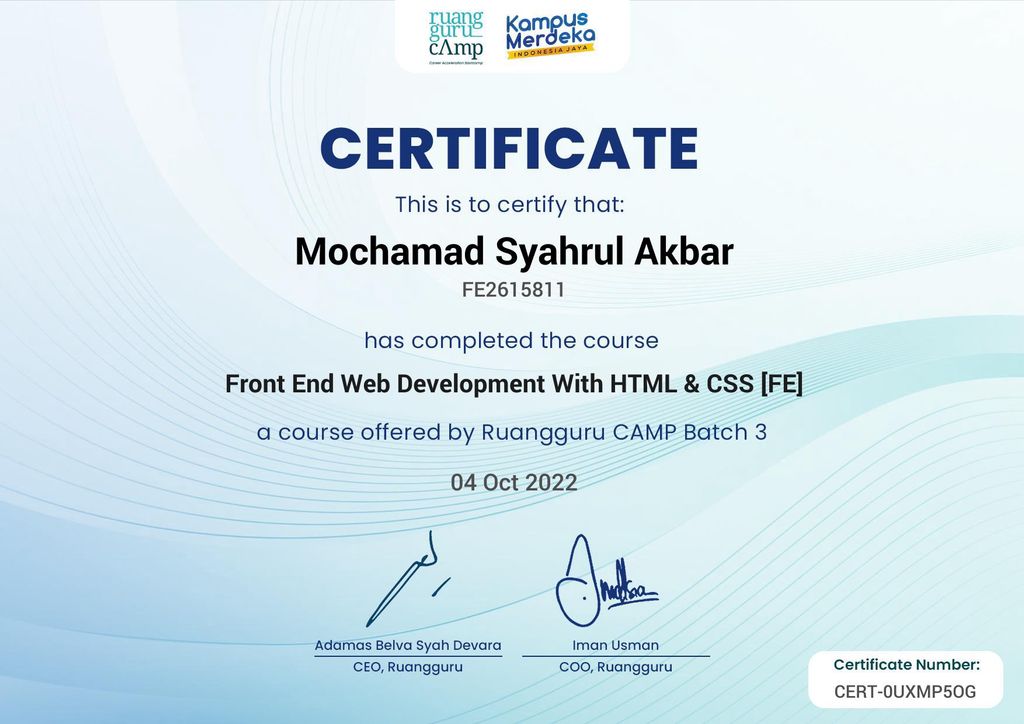 ruang
guru
cAmp
Career Acceleration Bootcamp
Kampus
Merdeka
INDONESIA JAYA
CERTIFICATE
This is to certify that:
Mochamad Syahrul Akbar
FE2615811
has completed the course
Front End Web Development With HTML & CSS [FE]
a course offered by Ruangguru CAMP Batch 3
04 Oct 2022
Adamas Belva Syah Devara
CEO, Ruangguru
Iman Usman
COO, Ruangguru
Certificate Number:
CERT-0UXMP5OG